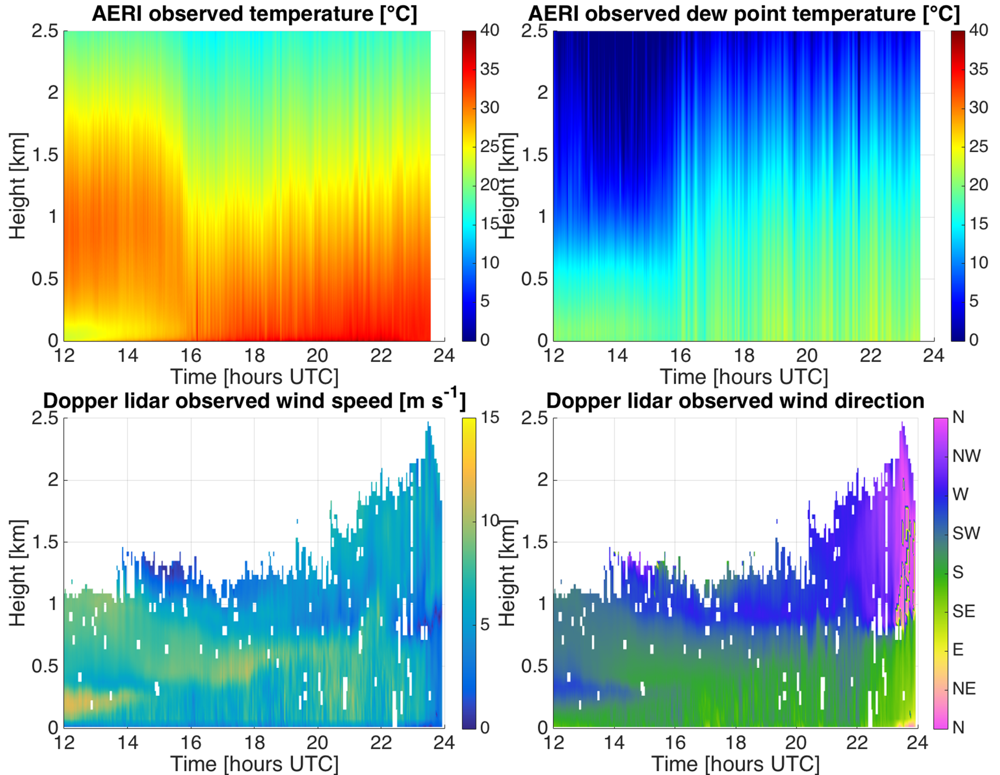 AERI observed temperature [°C]
2.5
2
1.5
1
0.5
0
Height [km]
12 14 16 18 20 22 24
Time [hours UTC]
40
35
30
25
20
15
10
5
0
AERI observed dew point temperature [°C]
2.5
2
1.5
1
0.5
0
Height [km]
12 14 16 18 20 22 24
Time [hours UTC]
40
35
30
25
20
15
10
5
0
Dopper lidar observed wind speed [m s⁻¹]
2.5
2
1.5
1
0.5
0
Height [km]
12 14 16 18 20 22 24
Time [hours UTC]
15
10
5
0
Dopper lidar observed wind direction
2.5
2
1.5
1
0.5
0
Height [km]
12 14 16 18 20 22 24
Time [hours UTC]
N
NW
W
SW
S
SE
E
NE
N